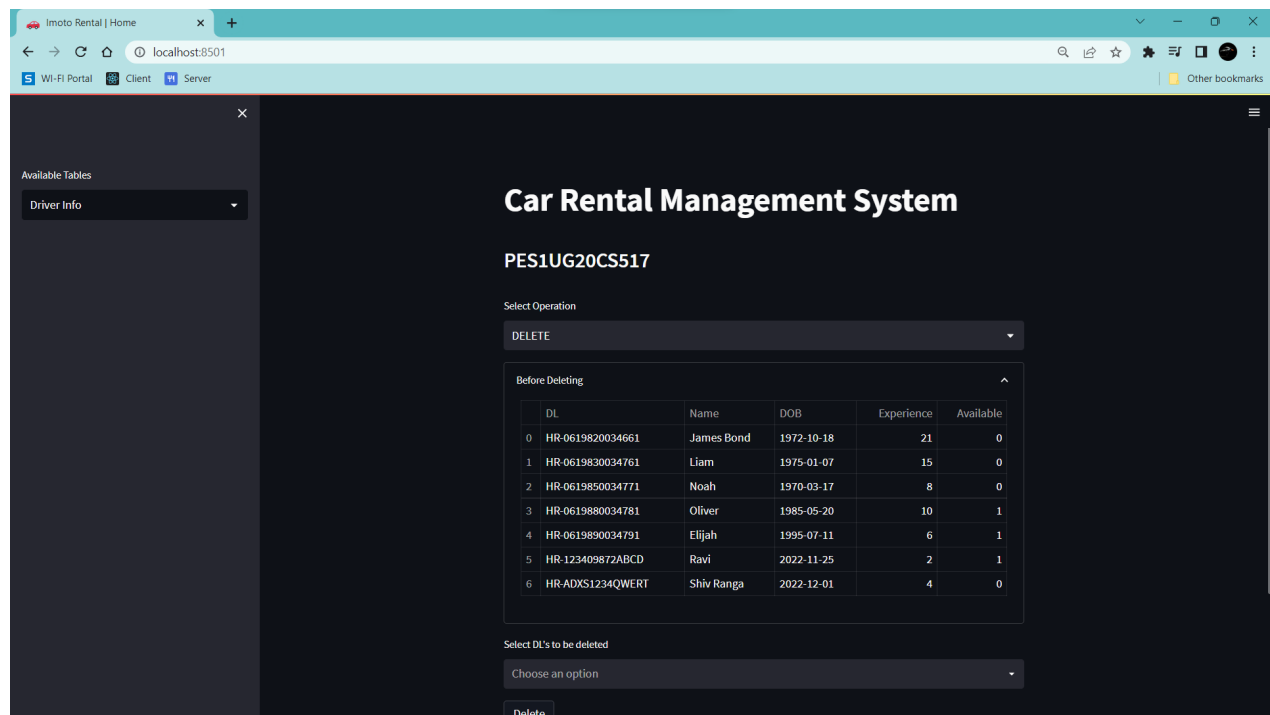 Imoto Rental | Home
localhost:8501
WI-FI Portal Client Server Other bookmarks
Available Tables
Driver Info
Car Rental Management System
PES1UG20CS517
Select Operation
DELETE
Before Deleting
DL Name DOB Experience Available
0 HR-0619820034661 James Bond 1972-10-18 21 0
1 HR-0619830034761 Liam 1975-01-07 15 0
2 HR-0619850034771 Noah 1970-03-17 8 0
3 HR-0619880034781 Oliver 1985-05-20 10 1
4 HR-0619890034791 Elijah 1995-07-11 6 1
5 HR-123409872ABCD Ravi 2022-11-25 2 1
6 HR-ADXS1234QWERT Shiv Ranga 2022-12-01 4 0
Select DL's to be deleted
Choose an option
Delete